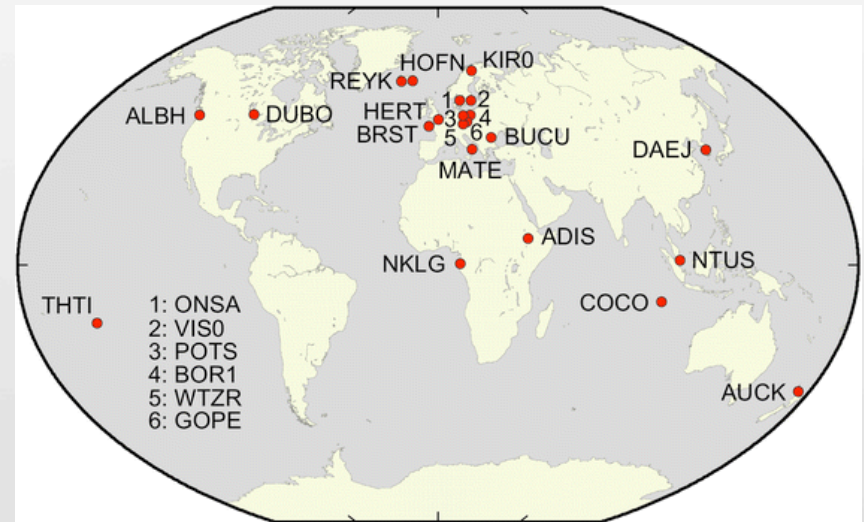 HOFN KIR0
REYK
1 2
ALBH DUBO HERT 3 4
BRST 5 6 BUCU
DAEJ
MATE
ADIS
NKLG NTUS
THTI COCO
1: ONSA
2: VIS0
3: POTS
4: BOR1
5: WTZR
6: GOPE
AUCK